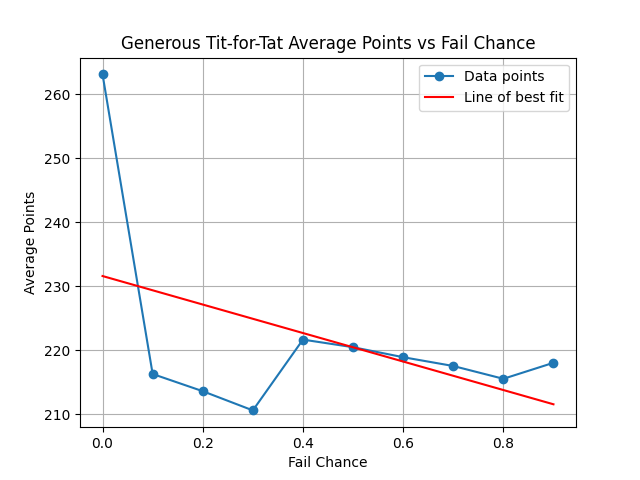 Generous Tit-for-Tat Average Points vs Fail Chance
Data points
Line of best fit
260
250
240
230
220
210
Average Points
0.0 0.2 0.4 0.6 0.8
Fail Chance